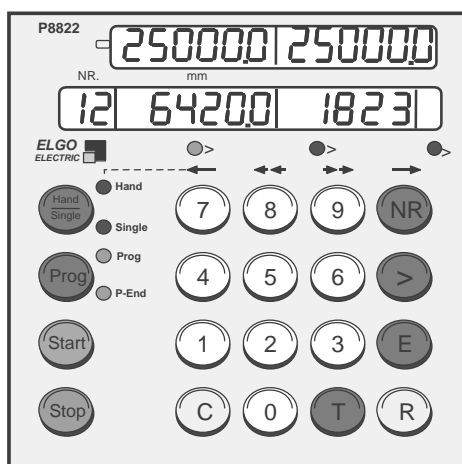 P8822
25000.0 25000.0
NR. mm
12 6420.0 1823
ELGO
ELECTRIC
> > >
Hand
Single
Hand
Single
7 8 9 NR
Prog
Prog
P-End
4 5 6 >
Start 1 2 3 E
Stop C 0 T R